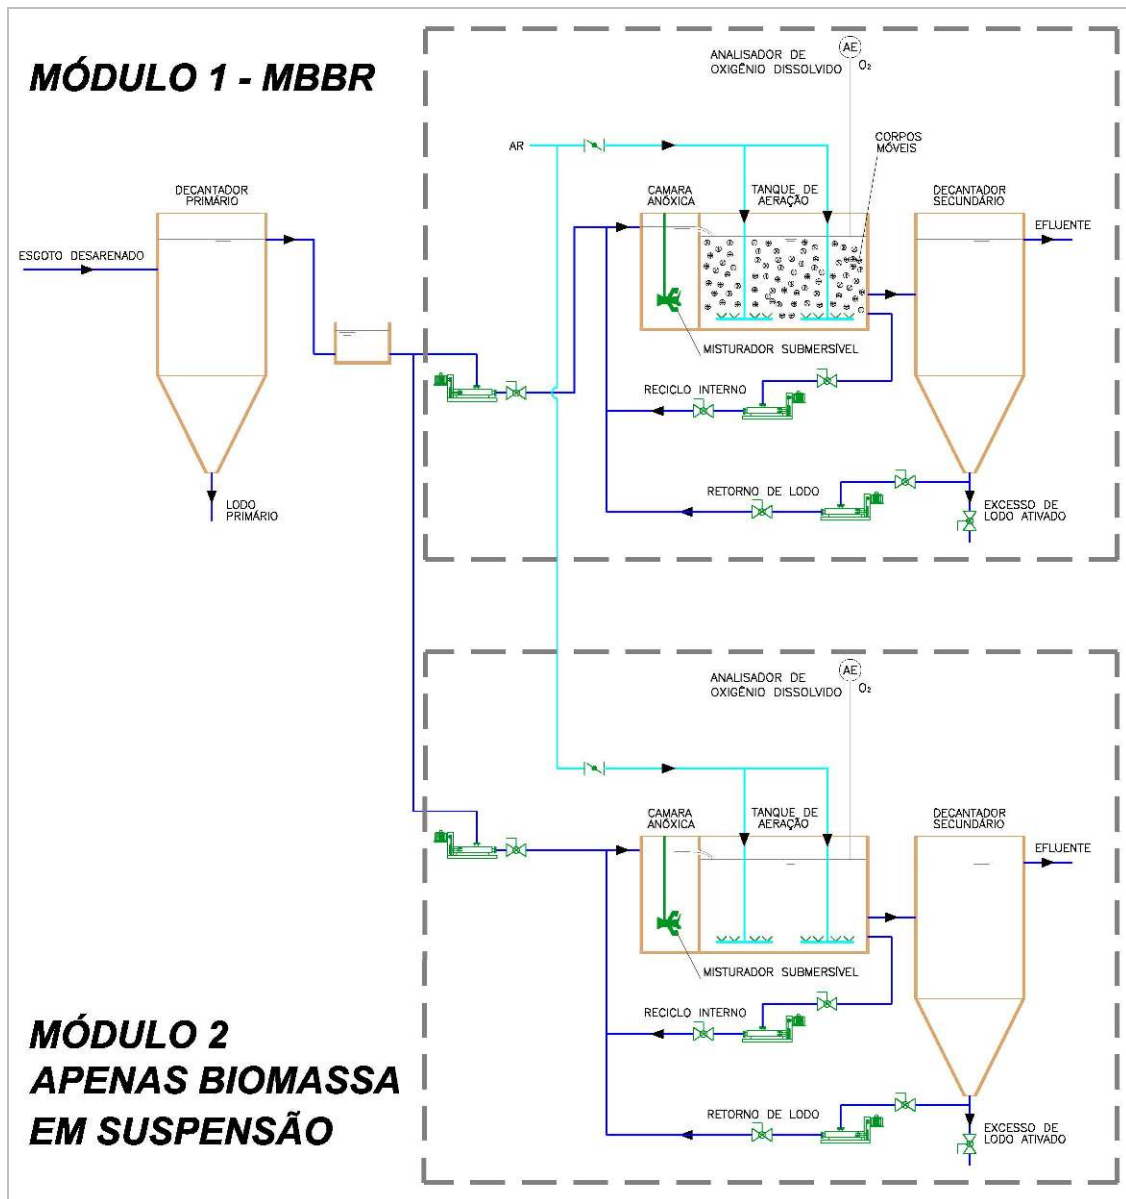 MÓDULO 1 - MBBR
ANALISADOR DE
OXIGÊNIO DISSOLVIDO
AE
O₂
AR
CORPOS
MÓVEIS
DECANTADOR
PRIMÁRIO
CAMARA
ANÓXICA
TANQUE DE
AERAÇÃO
DECANTADOR
SECUNDÁRIO
ESGOTO DESARENADO
EFLUENTE
MISTURADOR SUBMERSÍVEL
RECICLO INTERNO
LODO
PRIMÁRIO
RETORNO DE LODO
EXCESSO DE
LODO ATIVADO
ANALISADOR DE
OXIGÊNIO DISSOLVIDO
AE
O₂
CAMARA
ANÓXICA
TANQUE DE
AERAÇÃO
DECANTADOR
SECUNDÁRIO
EFLUENTE
MISTURADOR SUBMERSÍVEL
RECICLO INTERNO
MÓDULO 2
APENAS BIOMASSA
EM SUSPENSÃO
RETORNO DE LODO
EXCESSO DE
LODO ATIVADO